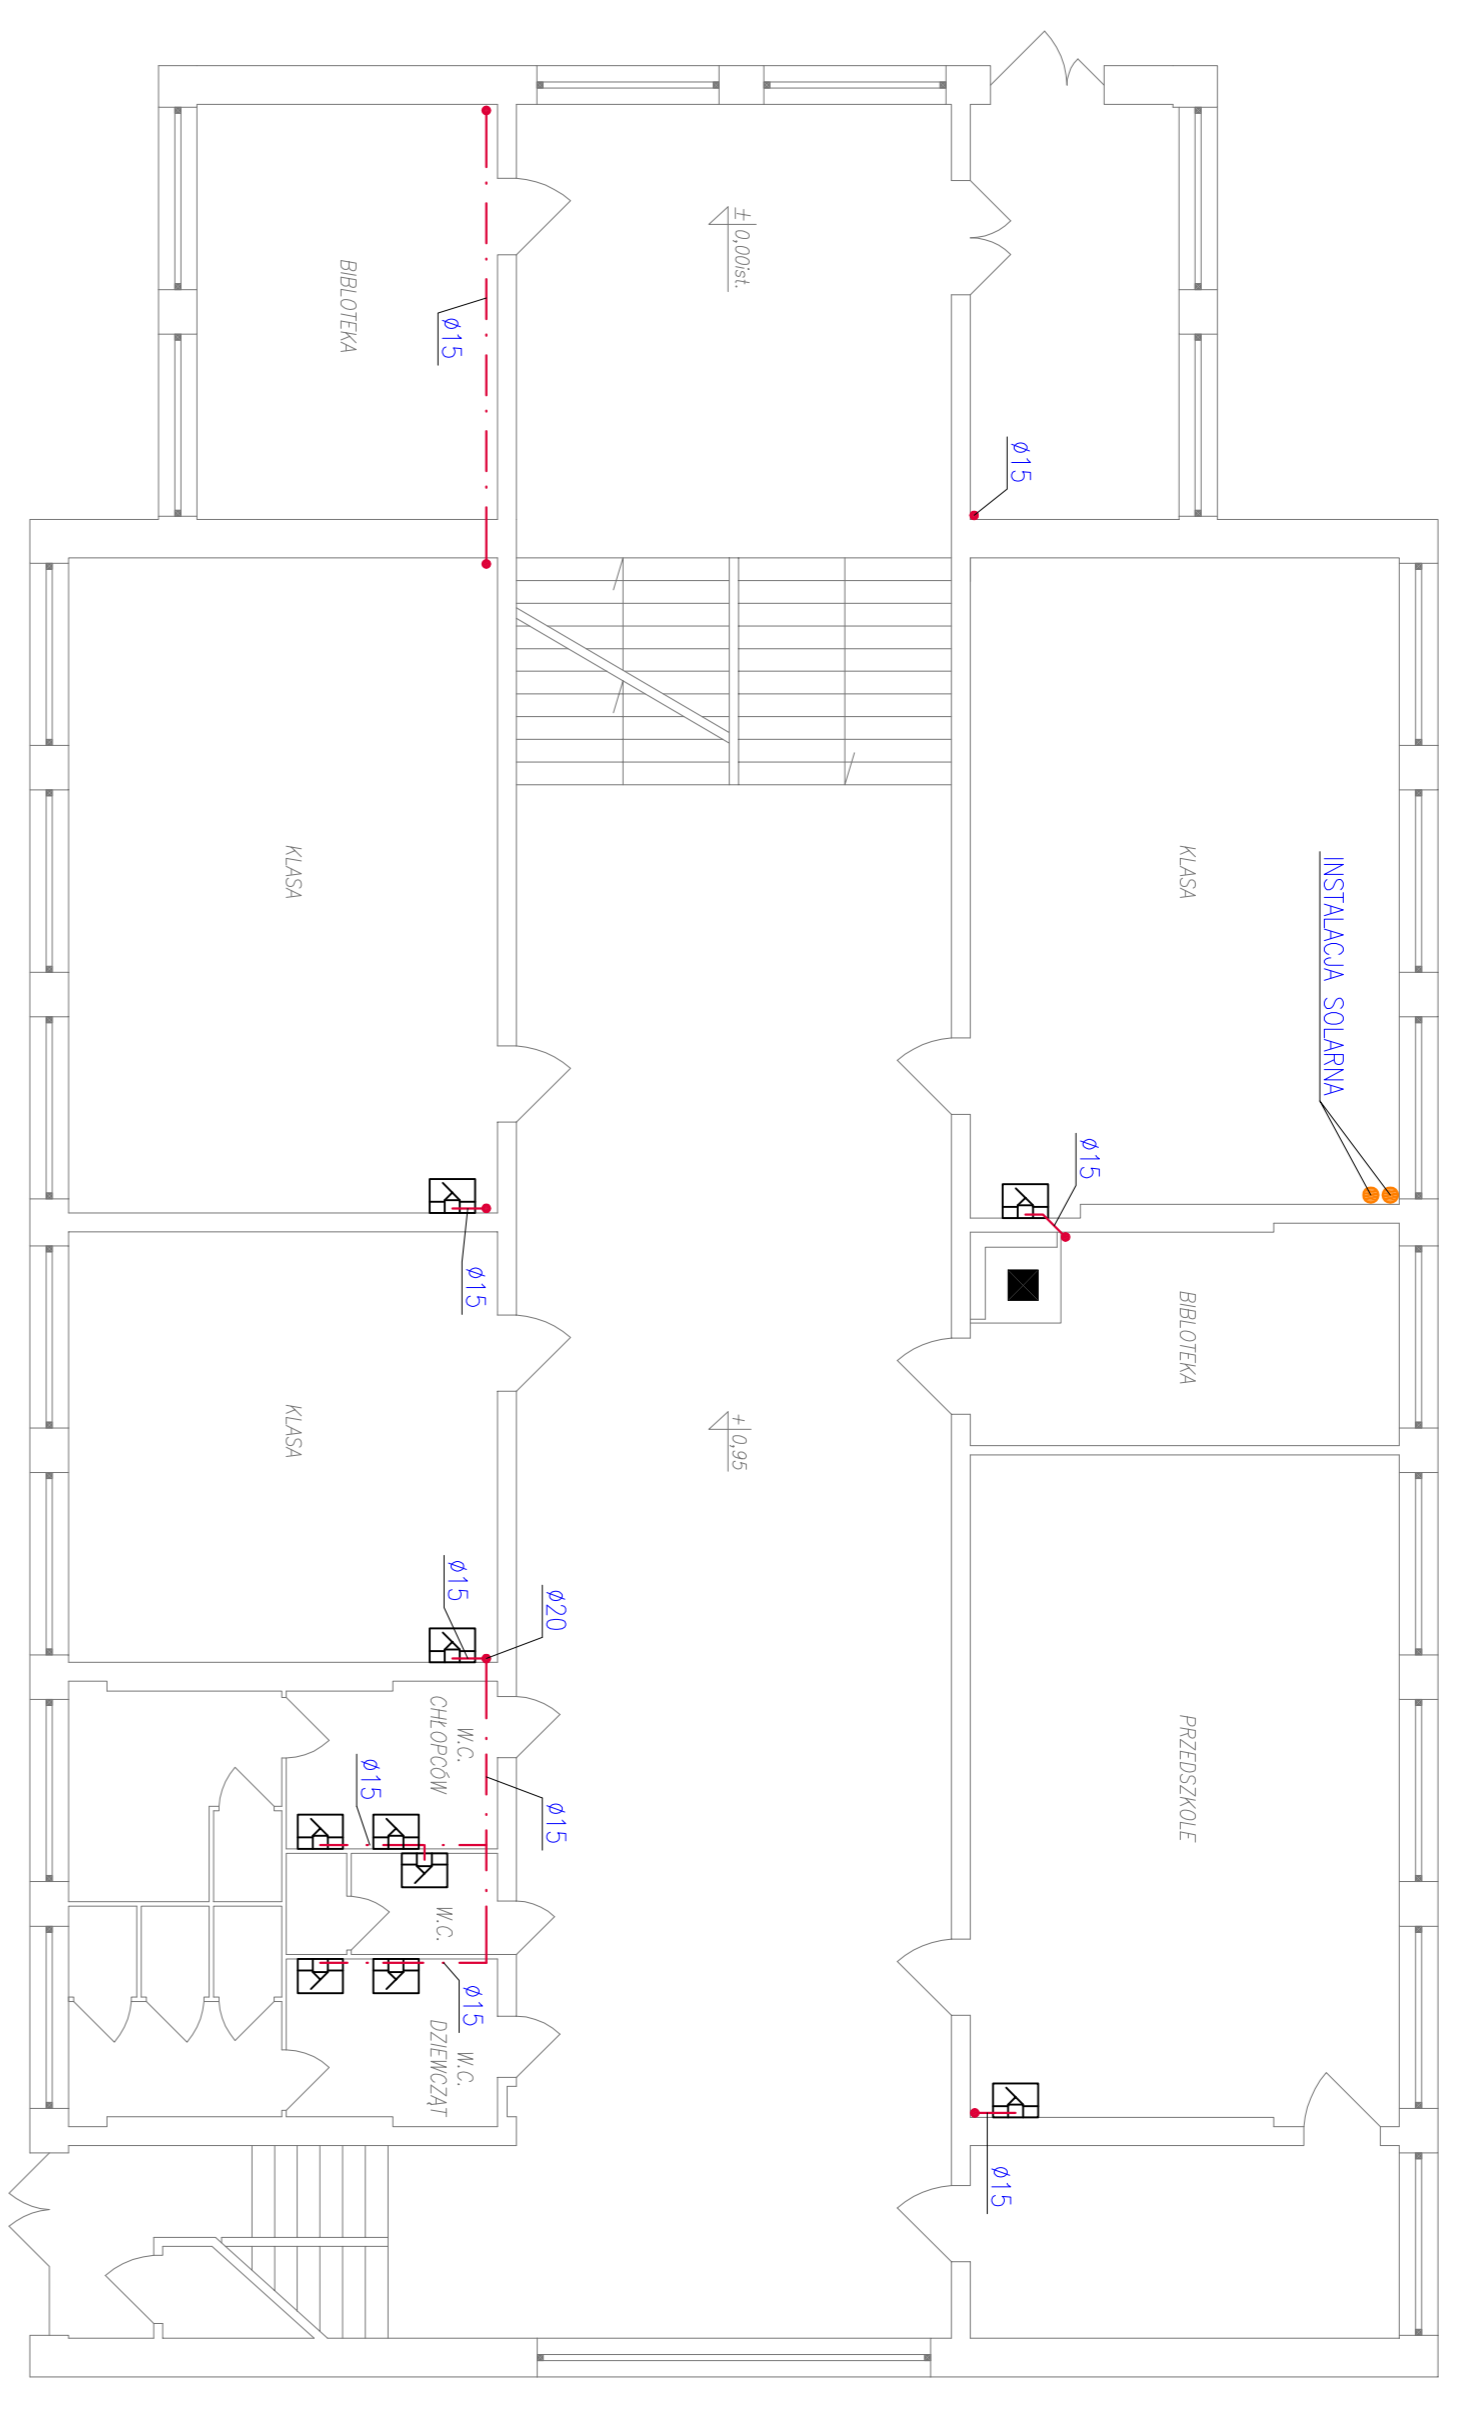 INSTALACJA SOLARNA
KLASA
BIBLOTEKA
PRZEDSZKOLE
ø15
ø15
ø15
±0,00ist.
+0,95
ø20
ø15
ø15
ø15
ø15
ø15
W.C.
CHŁOPCÓW
W.C.
W.C.
DZIEWCZĄT
ø15
BIBLOTEKA
KLASA
KLASA